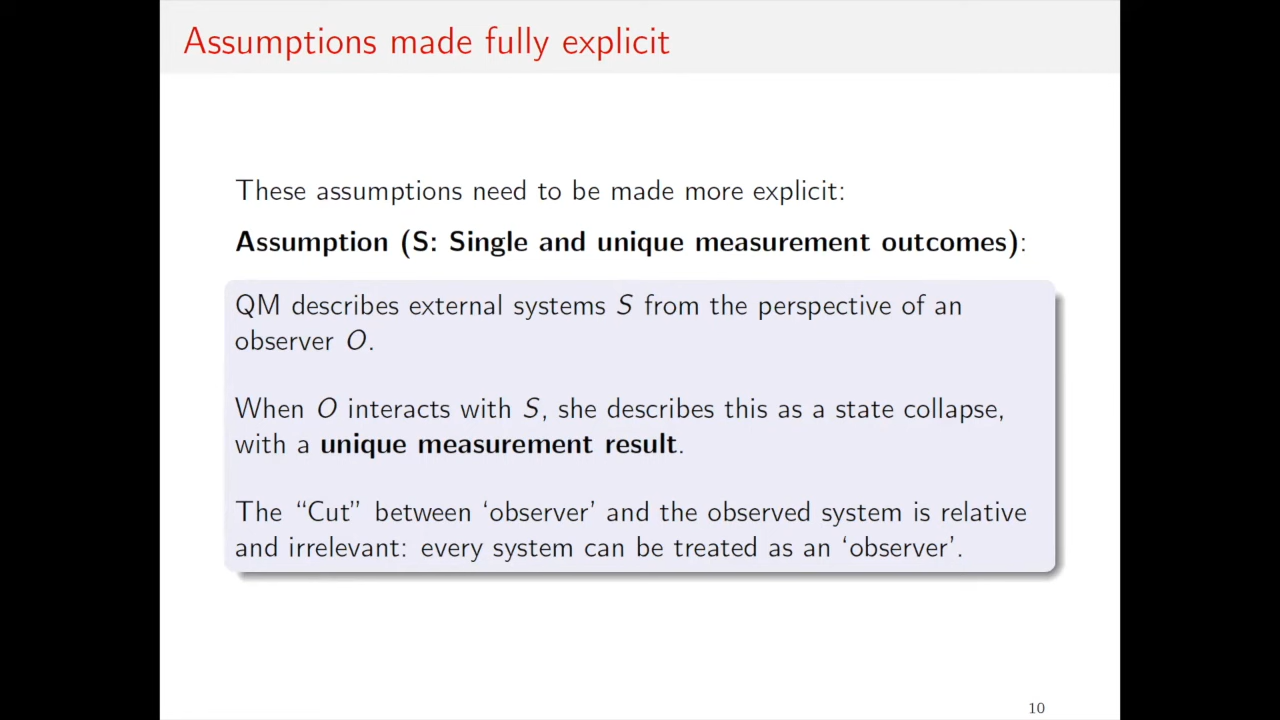 Assumptions made fully explicit
These assumptions need to be made more explicit:
Assumption (S: Single and unique measurement outcomes):
QM describes external systems S from the perspective of an
observer O.
When O interacts with S, she describes this as a state collapse,
with a unique measurement result.
The “Cut” between ‘observer’ and the observed system is relative
and irrelevant: every system can be treated as an ‘observer’.
10